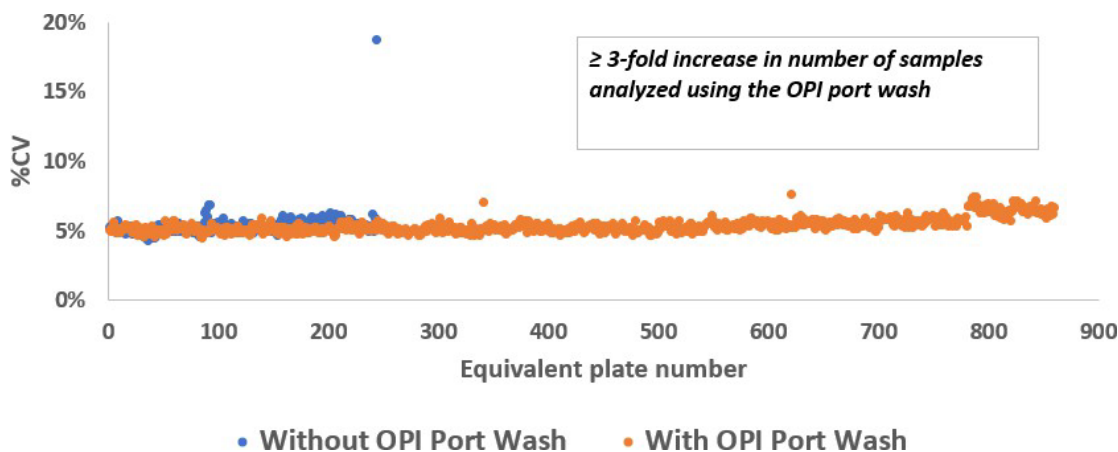 20%
≥ 3-fold increase in number of samples
analyzed using the OPI port wash
15%
%CV
10%
5%
0%
0 100 200 300 400 500 600 700 800 900
Equivalent plate number
Without OPI Port Wash With OPI Port Wash